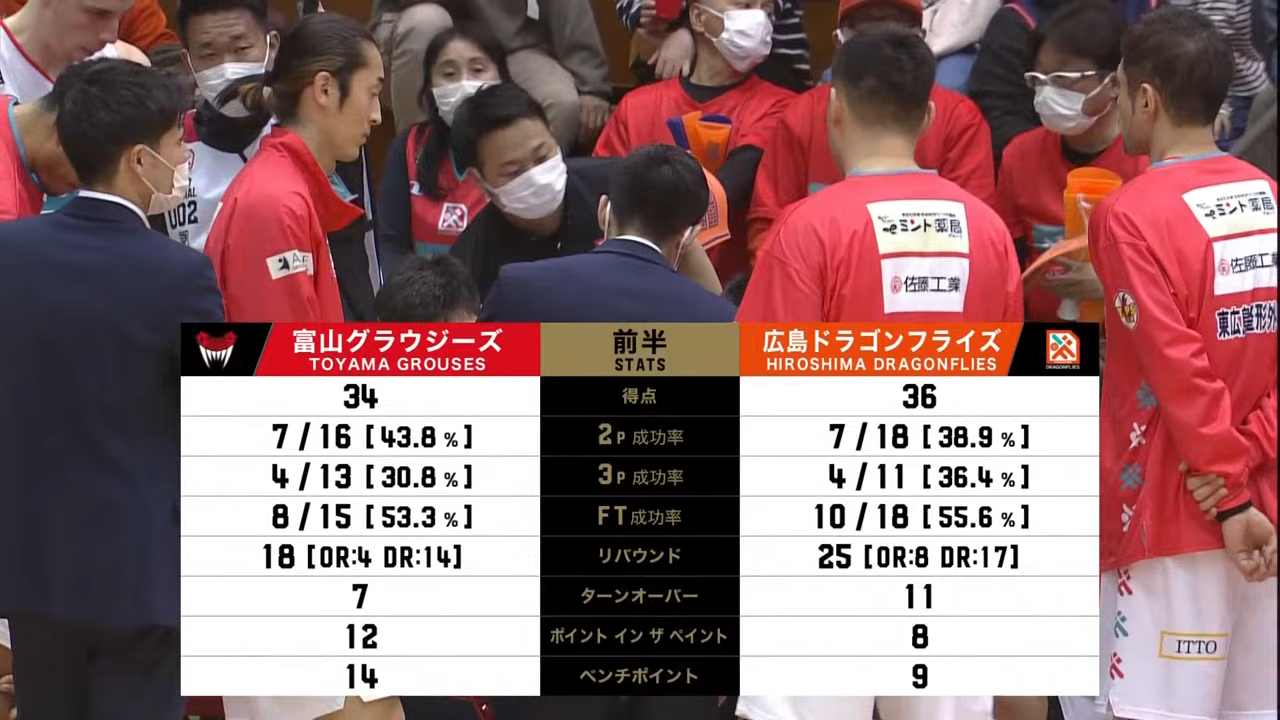 002
ミント薬局
佐藤工業
ミント薬局
佐藤工業
ITTO
富山グラウジーズ
TOYAMA GROUSES
前半
STATS
広島ドラゴンフライズ
HIROSHIMA DRAGONFLIES
DRAGONFLIES
34 得点 36
7 / 16 [ 43.8 % ] 2P 成功率 7 / 18 [ 38.9 % ]
4 / 13 [ 30.8 % ] 3P 成功率 4 / 11 [ 36.4 % ]
8 / 15 [ 53.3 % ] FT成功率 10 / 18 [ 55.6 % ]
18 [OR:4 DR:14] リバウンド 25 [OR:8 DR:17]
7 ターンオーバー 11
12 ポイント イン ザ ペイント 8
14 ベンチポイント 9